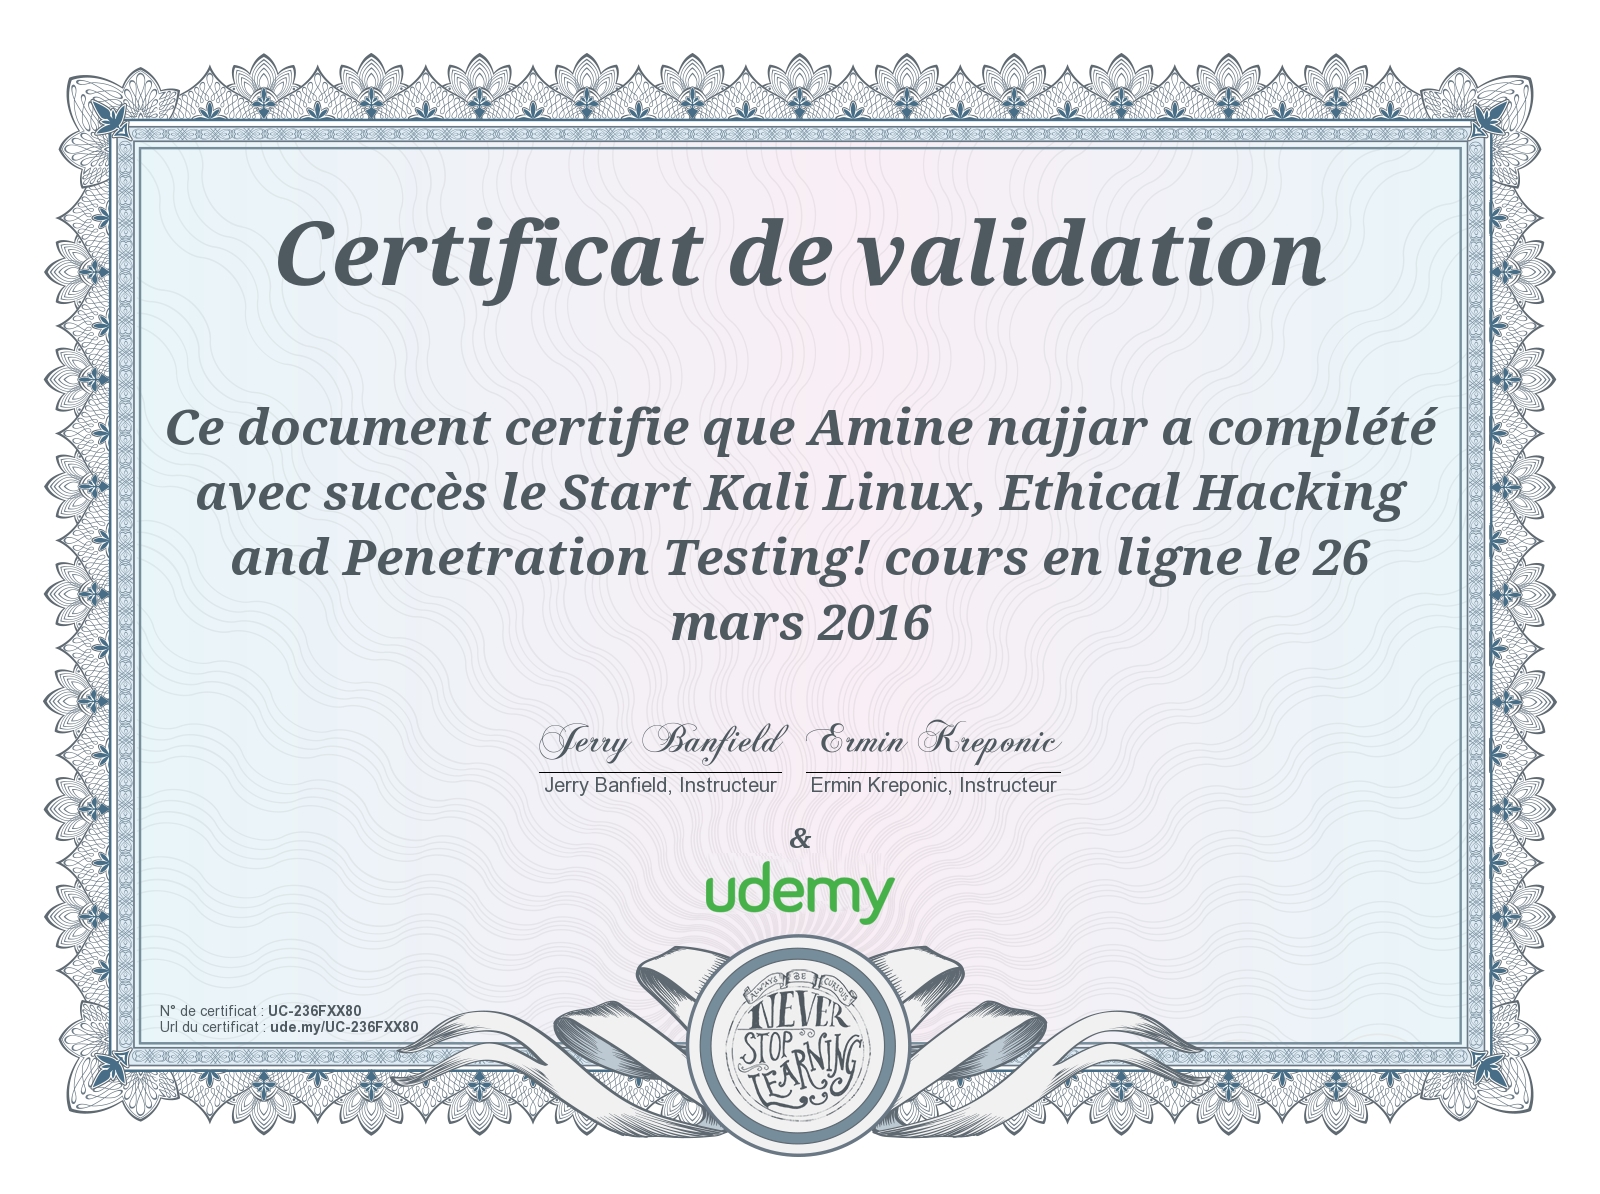 Certificat de validation
Ce document certifie que Amine najjar a complété
avec succès le Start Kali Linux, Ethical Hacking
and Penetration Testing! cours en ligne le 26
mars 2016
Jerry Banfield Ermin Kreponic
Jerry Banfield, Instructeur Ermin Kreponic, Instructeur
&
udemy
N° de certificat : UC-236FXX80
Url du certificat : ude.my/UC-236FXX80
ALWAYS BE CURIOUS
NEVER
STOP
LEARNING